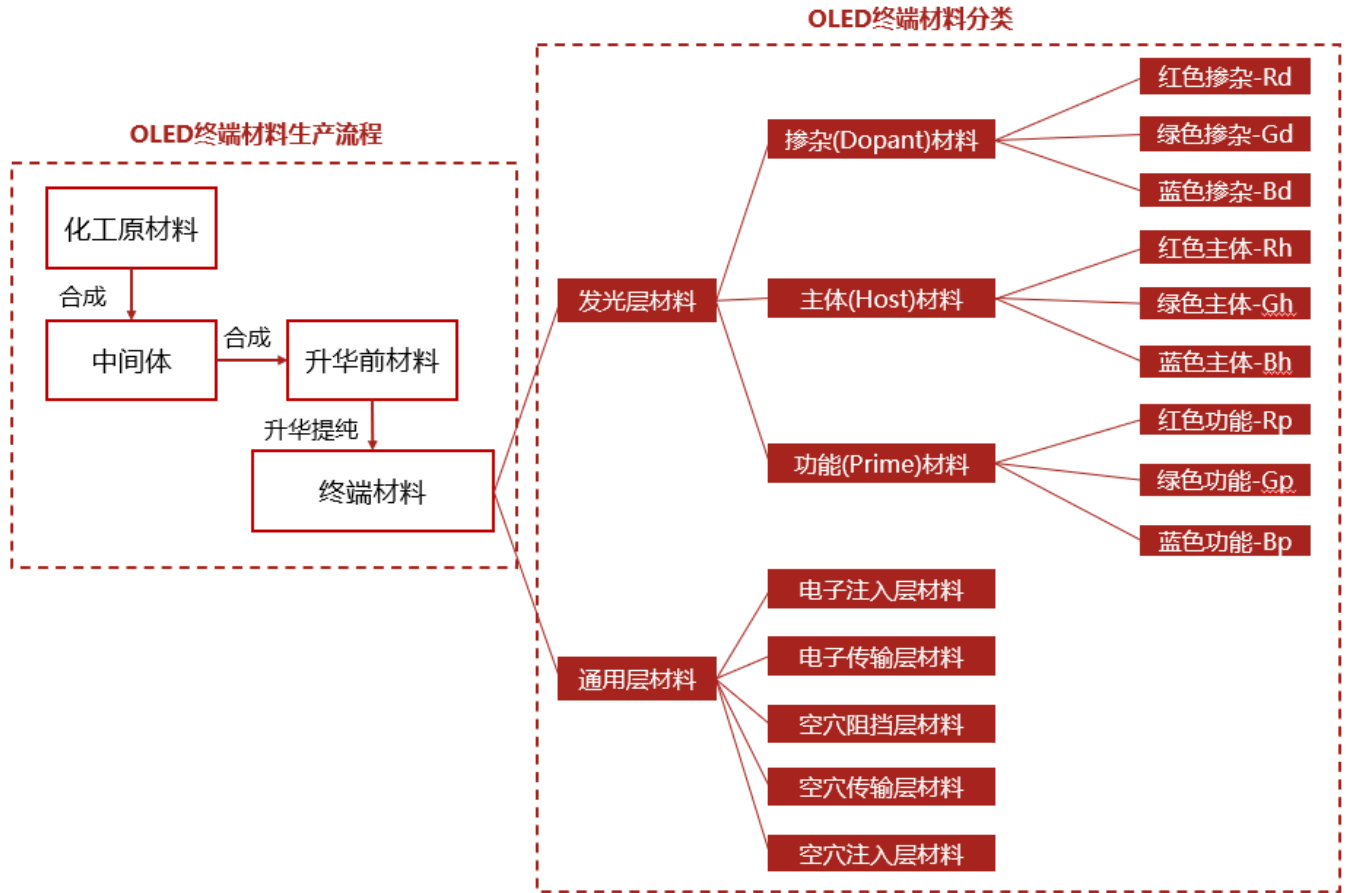 OLED终端材料分类
OLED终端材料生产流程
化工原材料
合成
中间体
合成
升华前材料
升华提纯
终端材料
发光层材料
掺杂(Dopant)材料
红色掺杂-Rd
绿色掺杂-Gd
蓝色掺杂-Bd
主体(Host)材料
红色主体-Rh
绿色主体-Gh
蓝色主体-Bh
功能(Prime)材料
红色功能-Rp
绿色功能-Gp
蓝色功能-Bp
通用层材料
电子注入层材料
电子传输层材料
空穴阻挡层材料
空穴传输层材料
空穴注入层材料